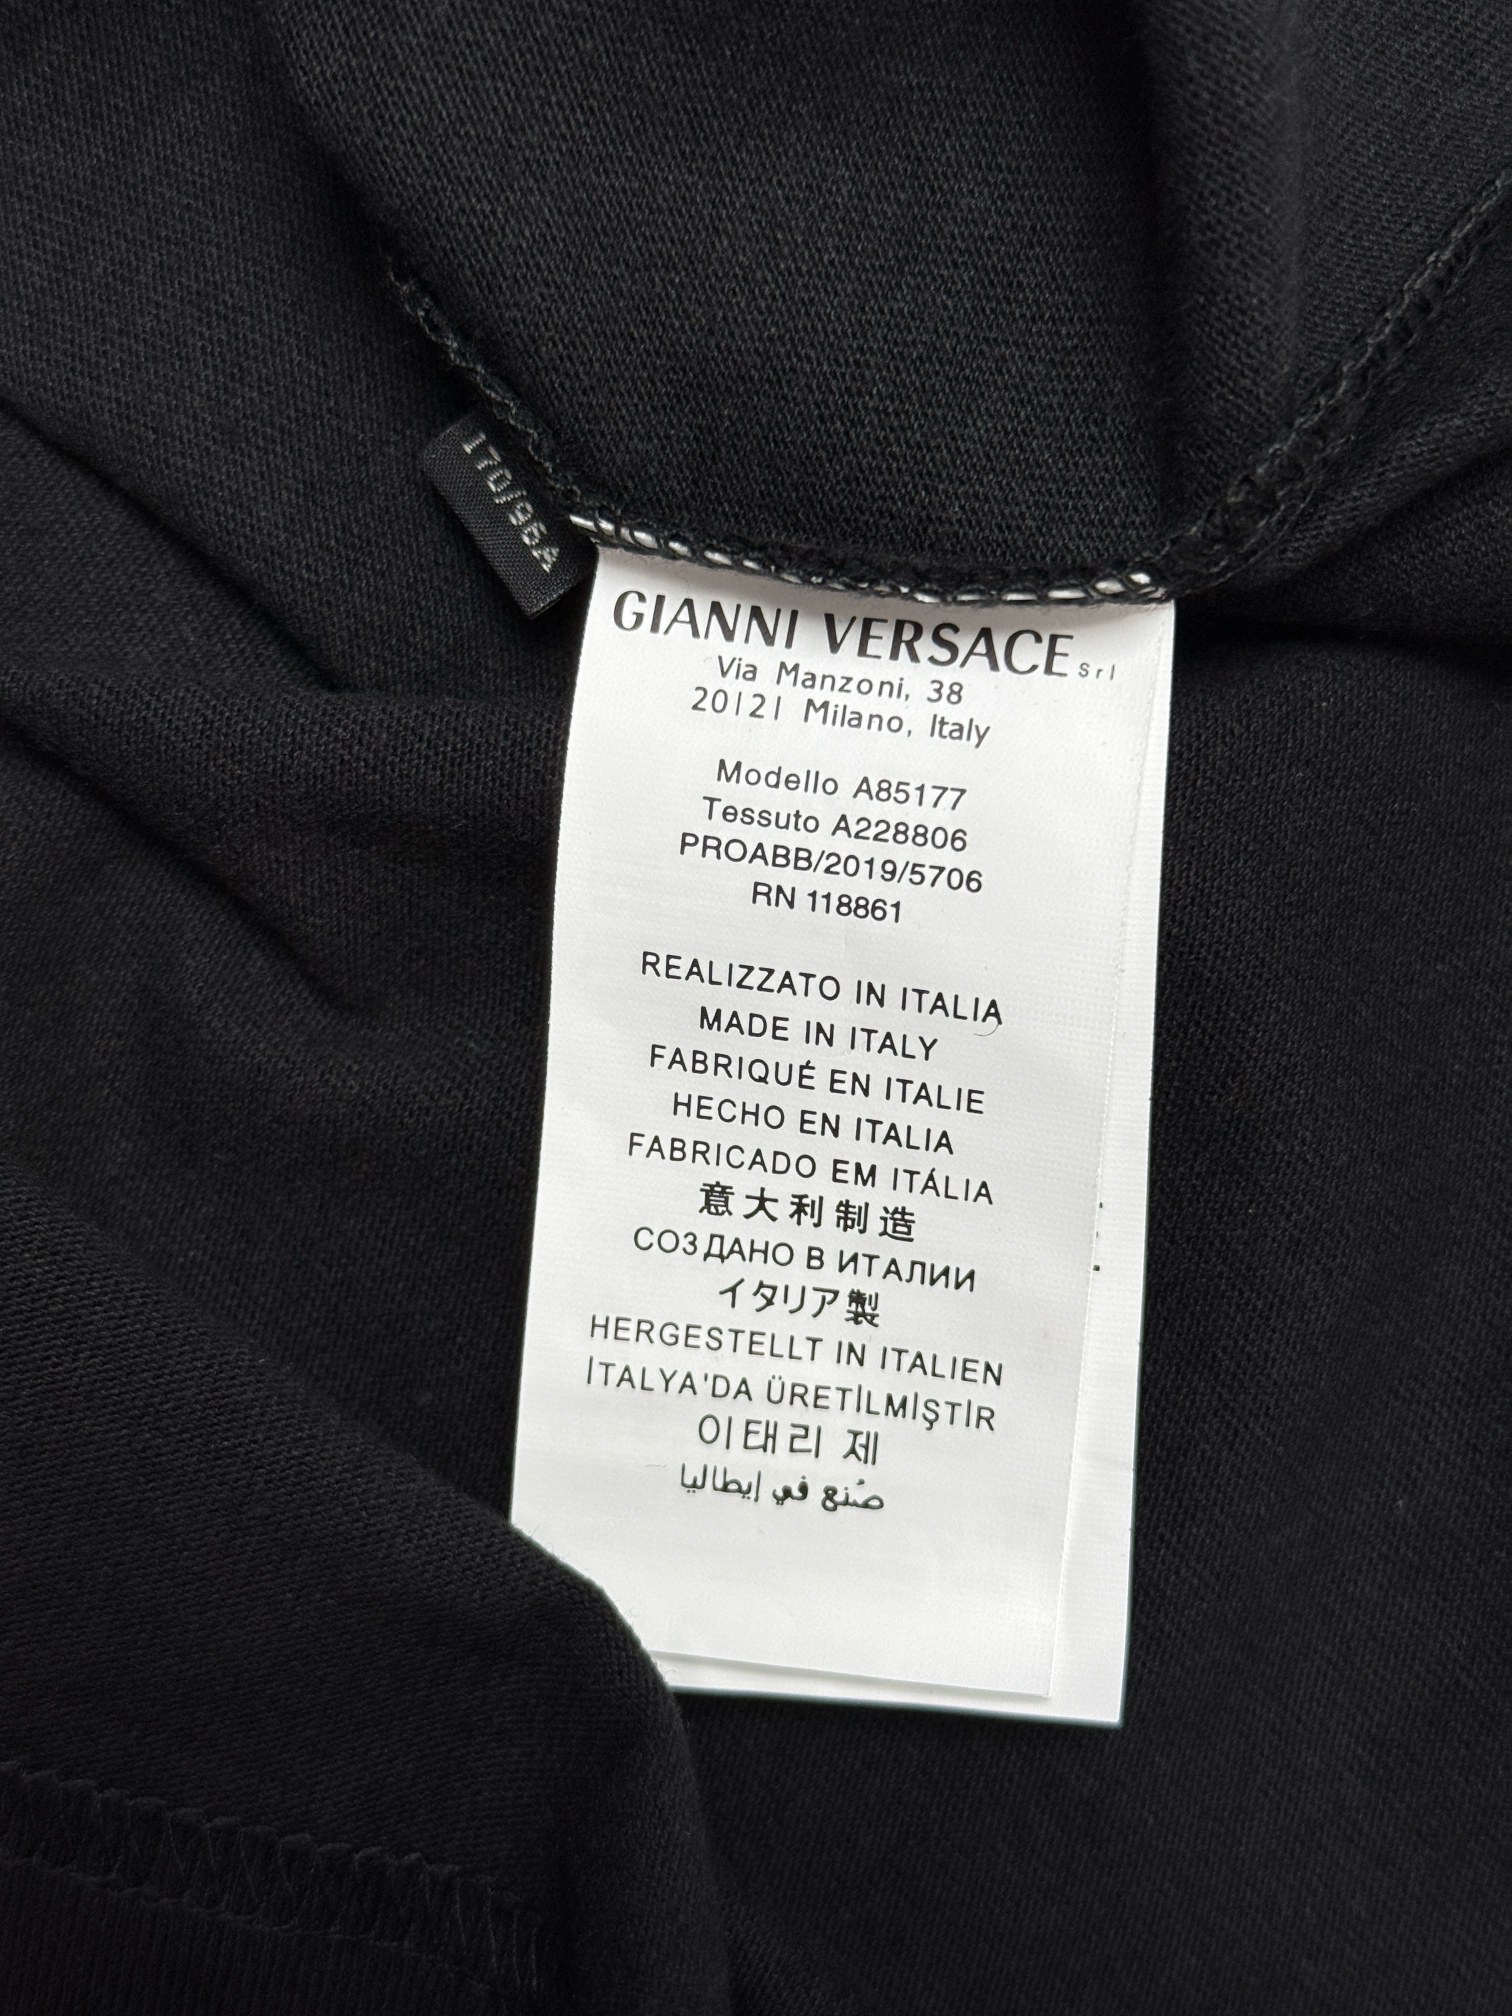 170/96A
GIANNI VERSACE Srl
Via Manzoni, 38
20121 Milano, Italy
Modello A85177
Tessuto A228806
PROABB/2019/5706
RN 118861
REALIZZATO IN ITALIA
MADE IN ITALY
FABRIQUÉ EN ITALIE
HECHO EN ITALIA
FABRICADO EM ITÁLIA
意大利制造
СОЗДАНО В ИТАЛИИ
イタリア製
HERGESTELLT IN ITALIEN
İTALYA'DA ÜRETİLMİŞTİR
이태리 제
صُنع في إيطاليا